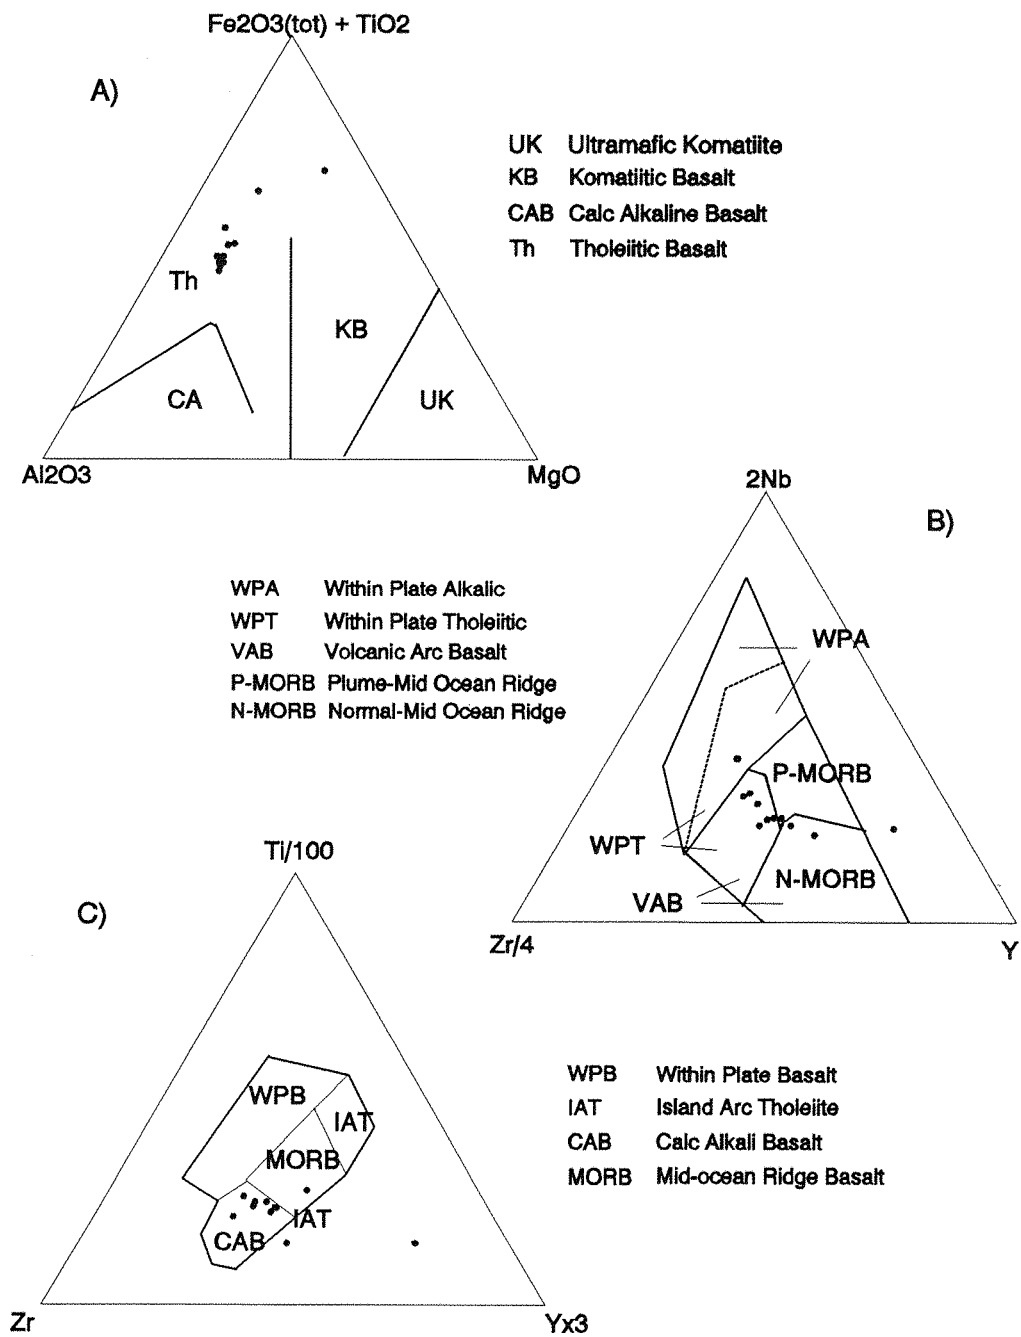 Fe2O3(tot) + TiO2
A)
UK Ultramafic Komatiite
KB Komatiitic Basalt
CAB Calc Alkaline Basalt
Th Tholeiitic Basalt
Th
KB
CA
UK
Al2O3
MgO
2Nb
B)
WPA Within Plate Alkalic
WPT Within Plate Tholeiitic
VAB Volcanic Arc Basalt
P-MORB Plume-Mid Ocean Ridge
N-MORB Normal-Mid Ocean Ridge
WPA
P-MORB
WPT
N-MORB
VAB
Zr/4
Y
Ti/100
C)
WPB
IAT
MORB
IAT
CAB
Zr
Yx3
WPB Within Plate Basalt
IAT Island Arc Tholeiite
CAB Calc Alkali Basalt
MORB Mid-ocean Ridge Basalt